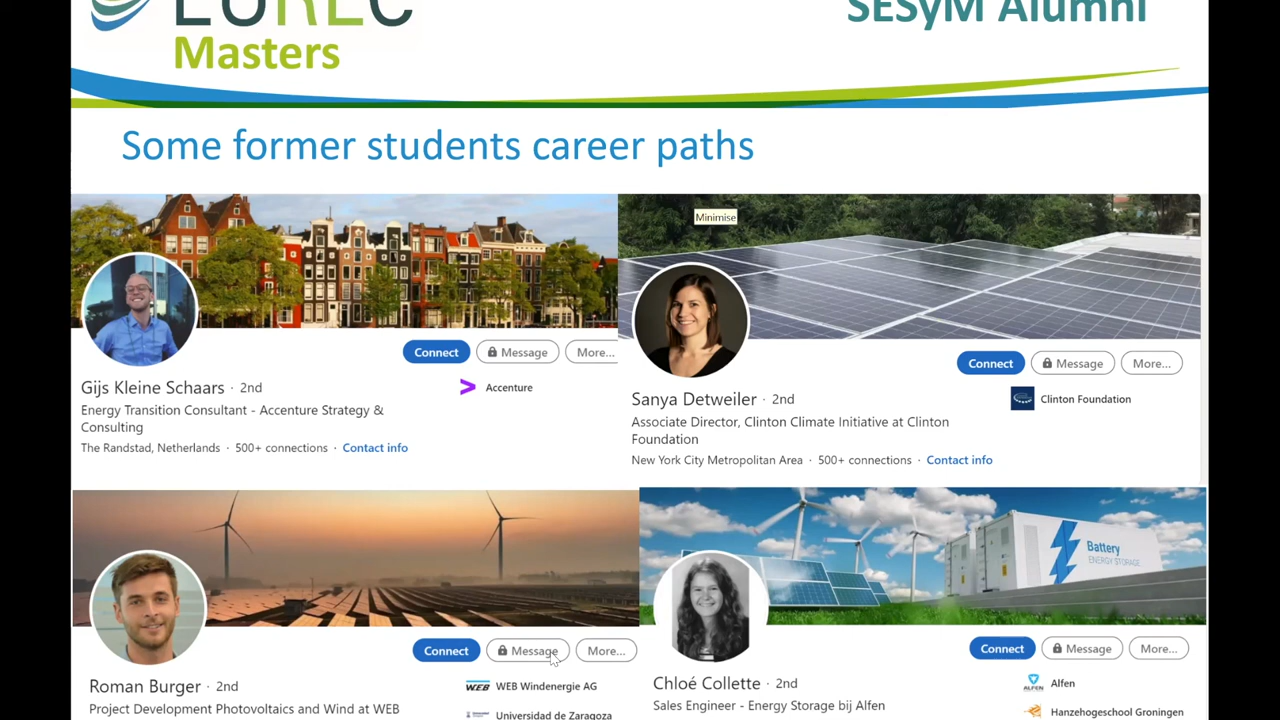 EUREC
SESyM Alumni
Masters
Some former students career paths
Minimise
Connect
Message
More...
Gijs Kleine Schaars · 2nd
Accenture
Energy Transition Consultant - Accenture Strategy &
Consulting
The Randstad, Netherlands · 500+ connections · Contact info
Connect
Message
More...
Sanya Detweiler · 2nd
Clinton Foundation
Associate Director, Clinton Climate Initiative at Clinton
Foundation
New York City Metropolitan Area · 500+ connections · Contact info
Connect
Message
More...
Roman Burger · 2nd
WEB WEB Windenergie AG
Project Development Photovoltaics and Wind at WEB
Universidad de Zaragoza
Battery
ENERGY STORAGE
Connect
Message
More...
Chloé Collette · 2nd
ALFEN Alfen
Sales Engineer - Energy Storage bij Alfen
Hanzehogeschool Groningen